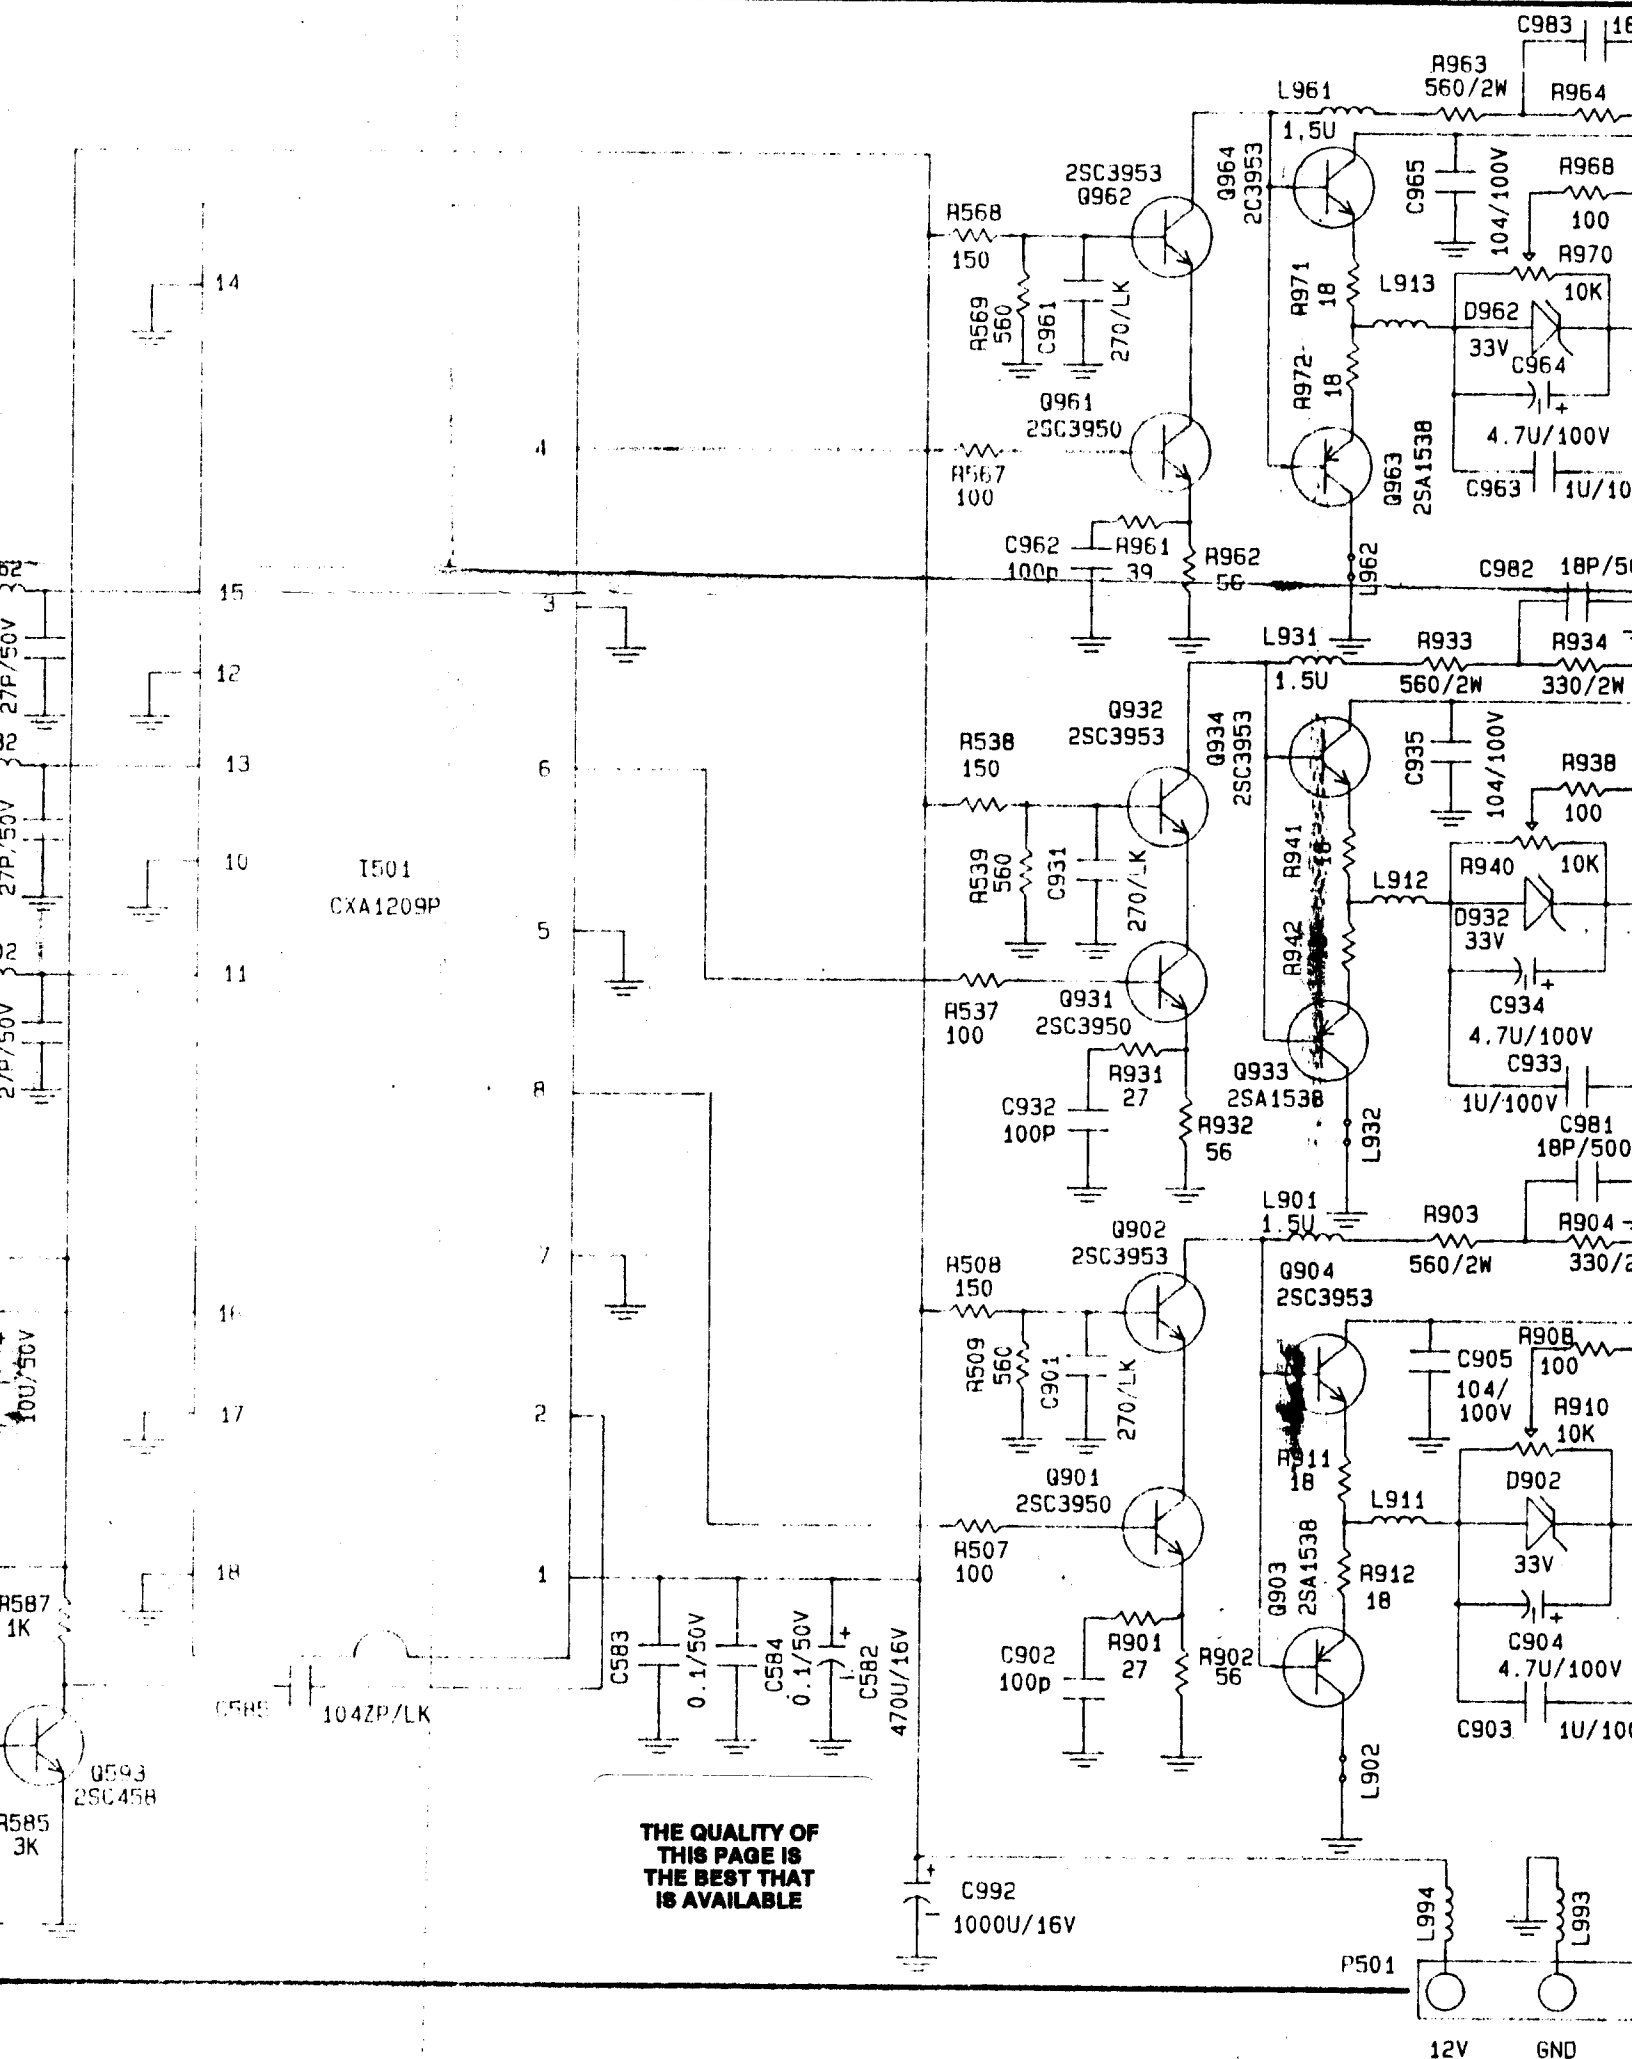 C983
R963
560/2W
L961
R964
1.5U
2SC3953
Q962
Q964
2C3953
C965
104/100V
R968
100
R568
150
R970
10K
14
R569
560
C961
270/LK
R971
18
L913
D962
33V
C964
R972
18
Q961
2SC3950
4
4.7U/100V
Q963
2SA1538
R567
100
C963
C962
100p
R961
39
R962
56
L962
C982
15
3
27P/50V
12
L931
1.5U
R933
560/2W
R934
330/2W
Q932
2SC3953
Q934
2SC3953
C935
104/100V
R538
150
R938
100
13
6
27P/50V
R539
560
C931
270/LK
R941
18
10
I501
CXA1209P
R940
10K
L912
D932
33V
5
R942
11
27P/50V
R537
100
Q931
2SC3950
C934
4.7U/100V
C933
1U/100V
R931
27
Q933
2SA1538
8
C932
100P
R932
56
L932
C981
18P/500
L901
1.5U
R903
560/2W
R904
Q902
2SC3953
7
R508
150
Q904
2SC3953
16
10U/50V
R509
560
C901
270/LK
R908
100
C905
104/
100V
R910
10K
17
2
R911
18
Q901
2SC3950
D902
33V
L911
R507
100
18
1
Q903
2SA1538
R912
18
R587
1K
C583
0.1/50V
C584
0.1/50V
C582
470U/16V
C902
100p
R901
27
R902
56
C904
4.7U/100V
C585
104ZP/LK
C903
Q593
2SC458
L902
R585
3K
THE QUALITY OF
THIS PAGE IS
THE BEST THAT
IS AVAILABLE
C992
1000U/16V
L994
L993
P501
12V
GND